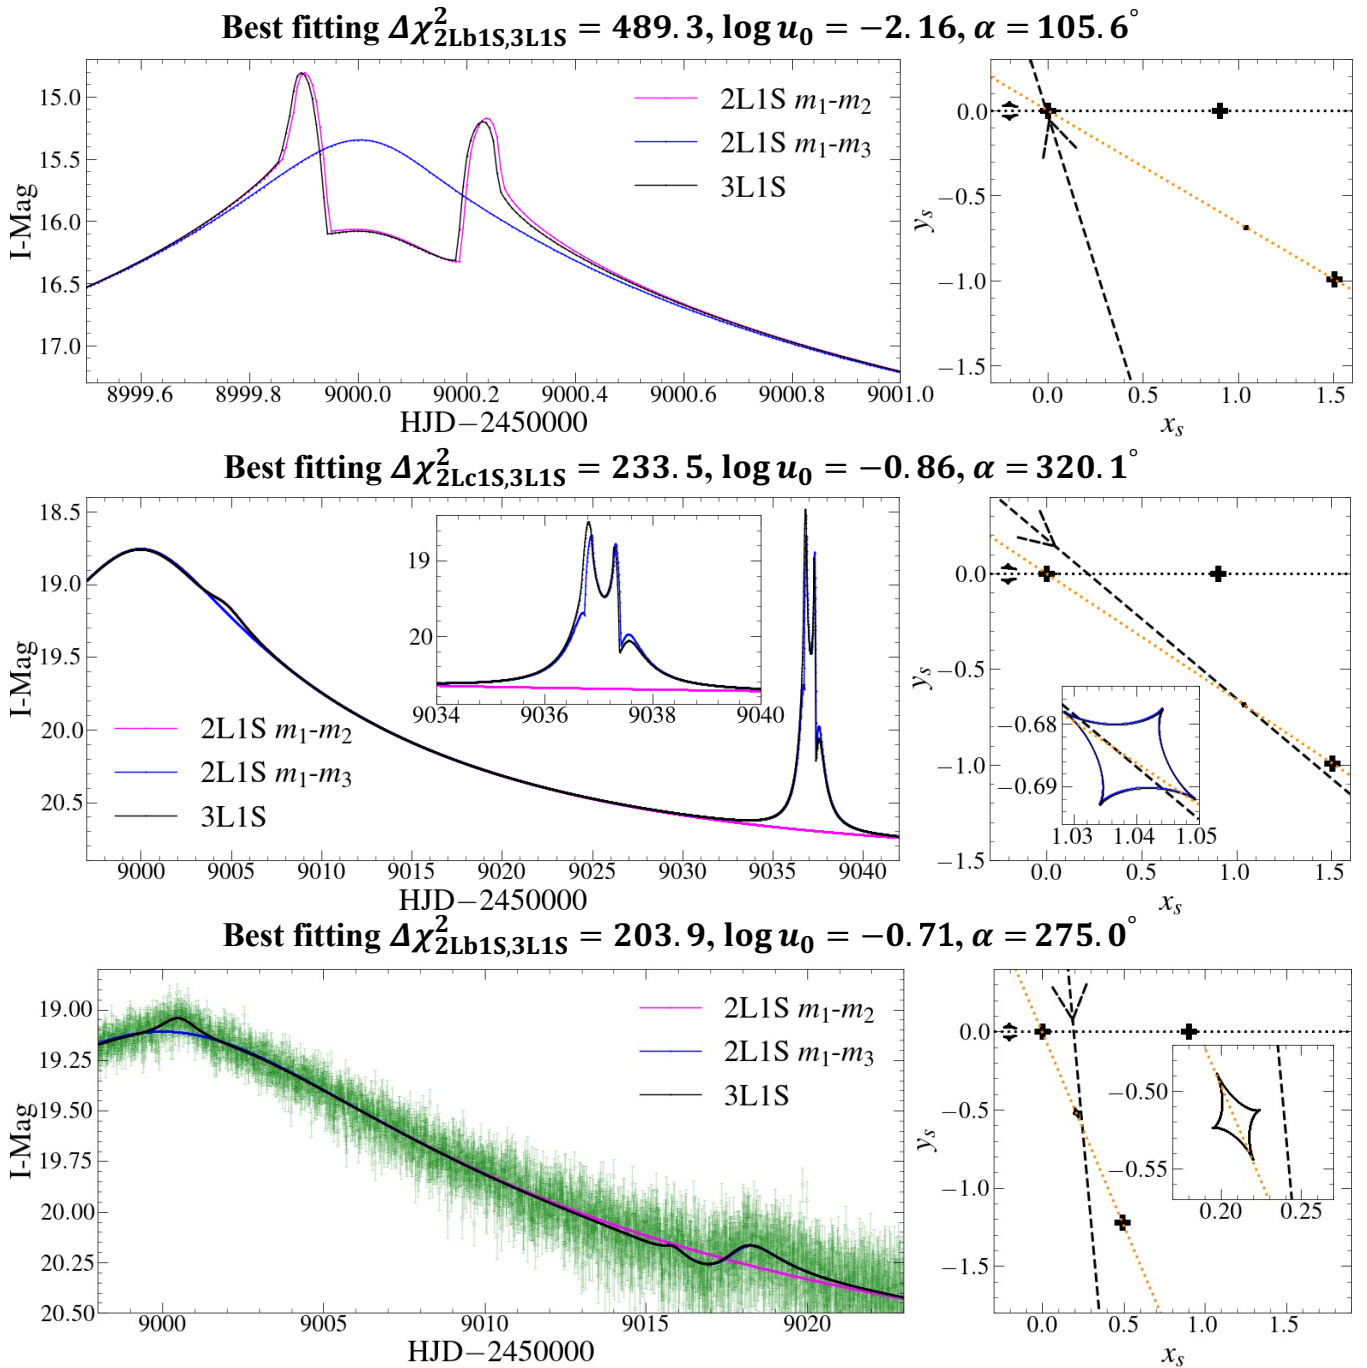 Best fitting Δχ²2Lb1S,3L1S = 489.3, log u0 = −2.16, α = 105.6°
15.0
15.5
16.0
16.5
17.0
I-Mag
2L1S m1-m2
2L1S m1-m3
3L1S
8999.6 8999.8 9000.0 9000.2 9000.4 9000.6 9000.8 9001.0
HJD−2450000
0.0
−0.5
−1.0
−1.5
ys
0.0 0.5 1.0 1.5
xs
Best fitting Δχ²2Lc1S,3L1S = 233.5, log u0 = −0.86, α = 320.1°
18.5
19.0
19.5
20.0
20.5
I-Mag
19
20
9034 9036 9038 9040
2L1S m1-m2
2L1S m1-m3
3L1S
9000 9005 9010 9015 9020 9025 9030 9035 9040
HJD−2450000
0.0
−0.5
−1.0
−1.5
ys
−0.68
−0.69
1.03 1.04 1.05
0.0 0.5 1.0 1.5
xs
Best fitting Δχ²2Lb1S,3L1S = 203.9, log u0 = −0.71, α = 275.0°
19.00
19.25
19.50
19.75
20.00
20.25
20.50
I-Mag
2L1S m1-m2
2L1S m1-m3
3L1S
9000 9005 9010 9015 9020
HJD−2450000
0.0
−0.5
−1.0
−1.5
ys
−0.50
−0.55
0.20 0.25
0.0 0.5 1.0 1.5
xs